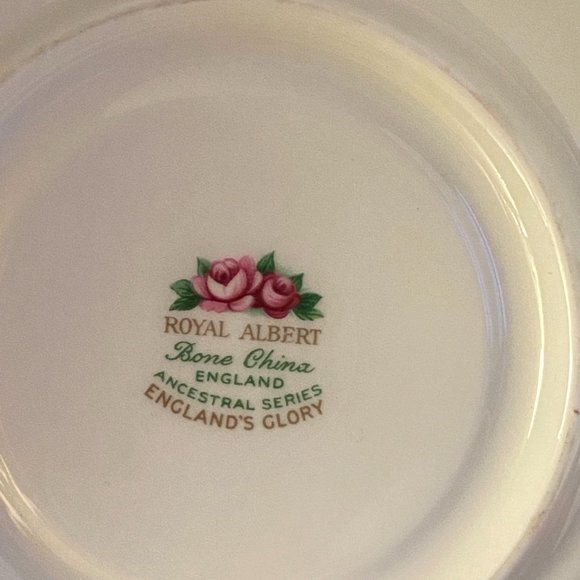 ROYAL ALBERT
Bone China
ENGLAND
ANCESTRAL SERIES
ENGLAND'S GLORY